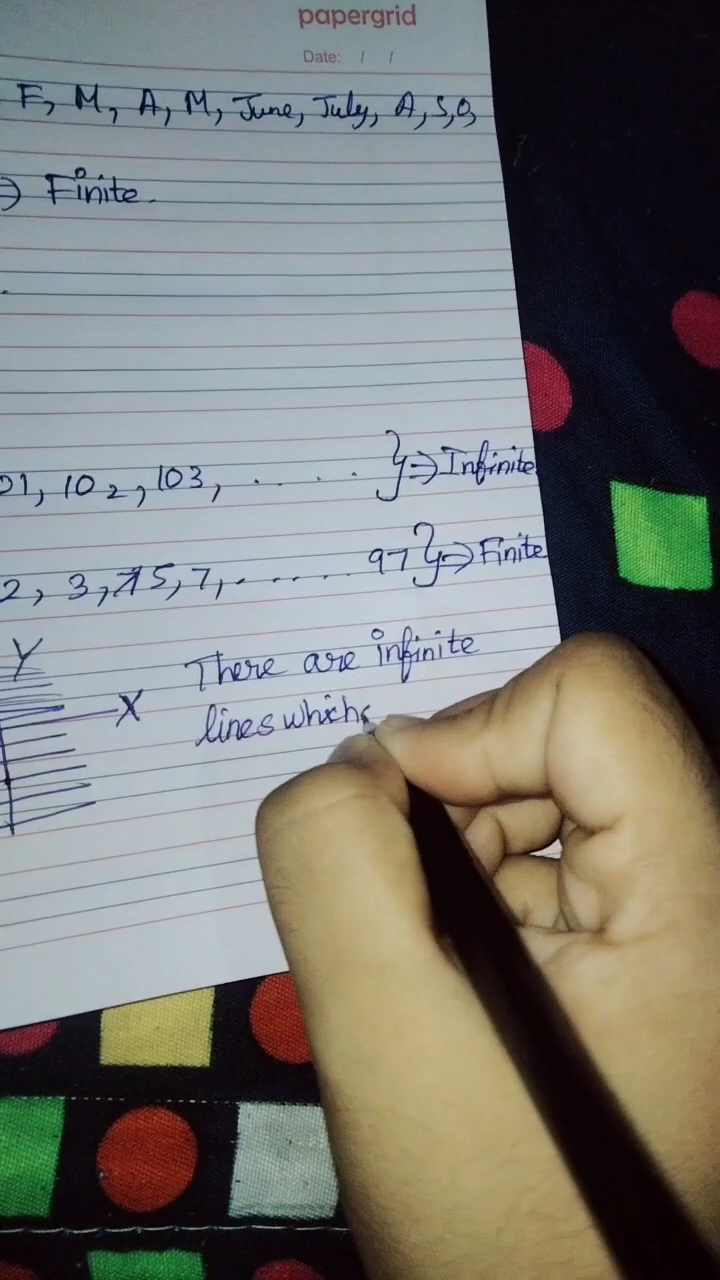 papergrid
Date: / /
F, M, A, M, June, July, A, S, O,
⇒ Finite.
01, 102, 103, . . . . . } ⇒ Infinite
2, 3, 5, 7, . . . . . . 97 } ⇒ Finite
Y
There are infinite
X
lines which